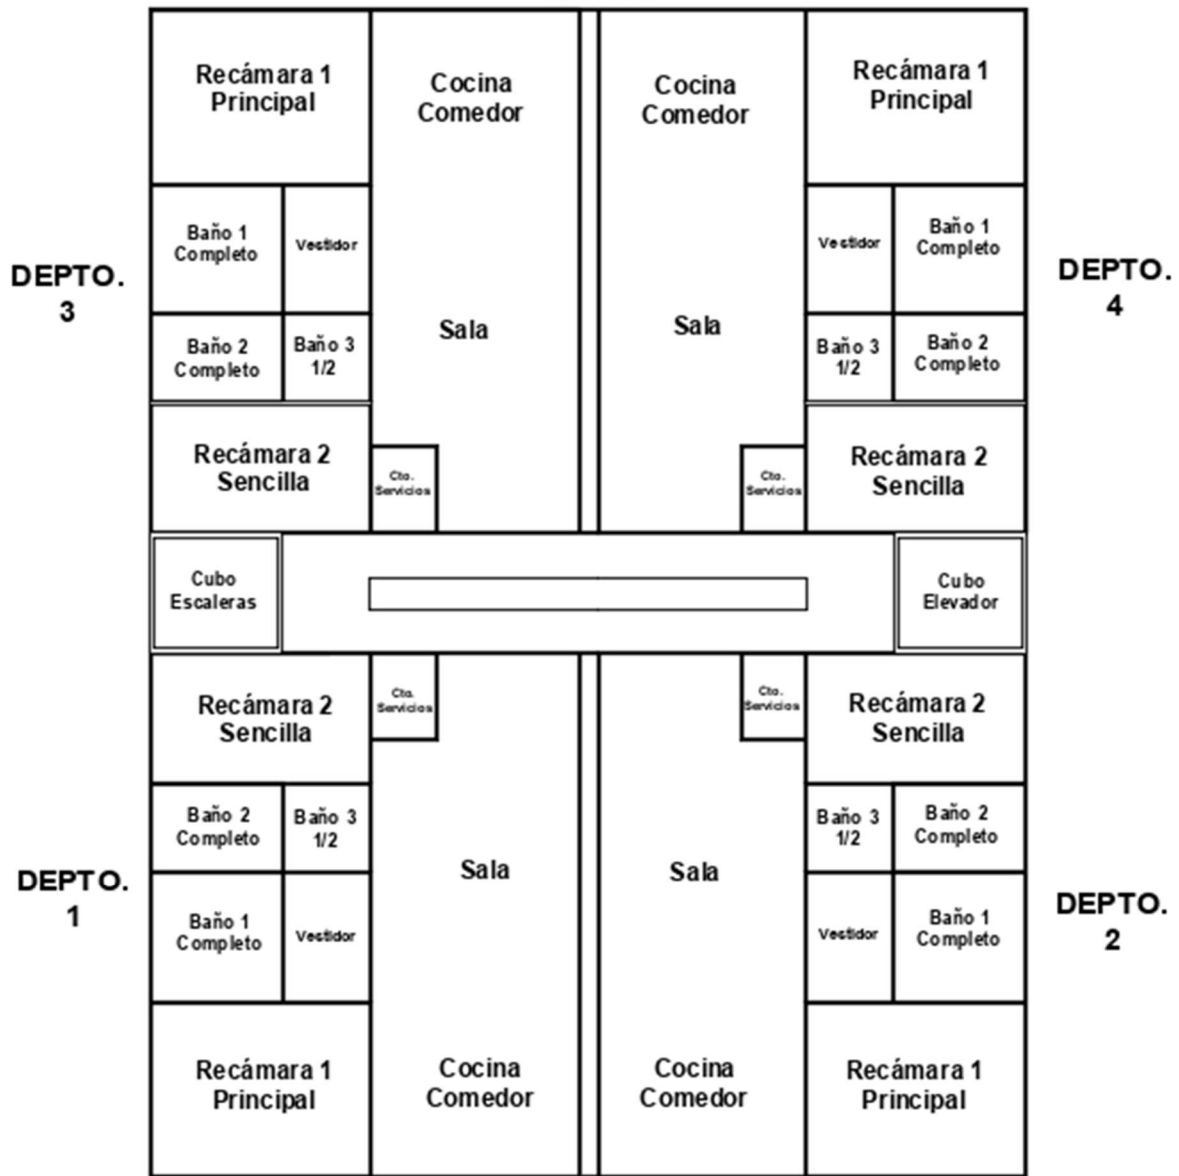 Recámara 1
Principal
Cocina
Comedor
Cocina
Comedor
Recámara 1
Principal
Baño 1
Completo
Vestidor
Vestidor
Baño 1
Completo
DEPTO.
3
DEPTO.
4
Sala
Sala
Baño 2
Completo
Baño 3
1/2
Baño 3
1/2
Baño 2
Completo
Recámara 2
Sencilla
Cto.
Servicios
Cto.
Servicios
Recámara 2
Sencilla
Cubo
Escaleras
Cubo
Elevador
Recámara 2
Sencilla
Cto.
Servicios
Cto.
Servicios
Recámara 2
Sencilla
Baño 2
Completo
Baño 3
1/2
Baño 3
1/2
Baño 2
Completo
DEPTO.
1
Sala
Sala
DEPTO.
2
Baño 1
Completo
Vestidor
Vestidor
Baño 1
Completo
Recámara 1
Principal
Cocina
Comedor
Cocina
Comedor
Recámara 1
Principal